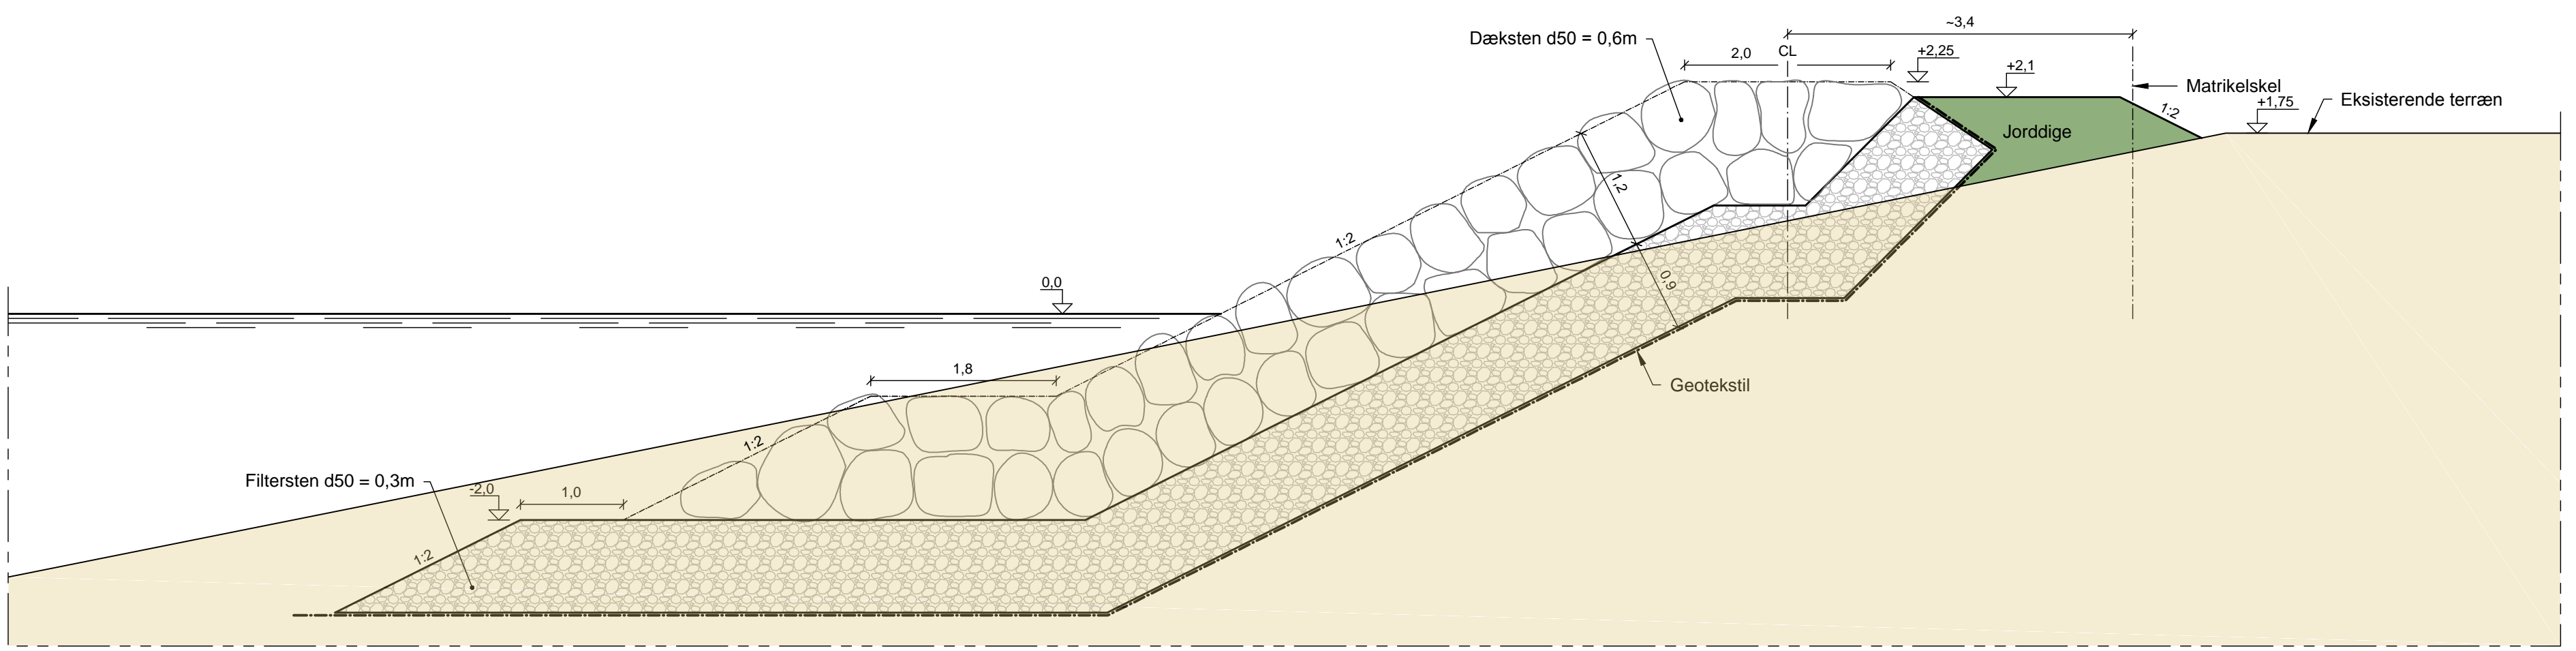 ~3,4
Dæksten d50 = 0,6m
2,0
CL
+2,25
+2,1
Matrikelskel
1:2
+1,75
Eksisterende terræn
Jorddige
1,2
1:2
0,9
0,0
1,8
Geotekstil
1:2
Filtersten d50 = 0,3m
-2,0
1,0
1:2